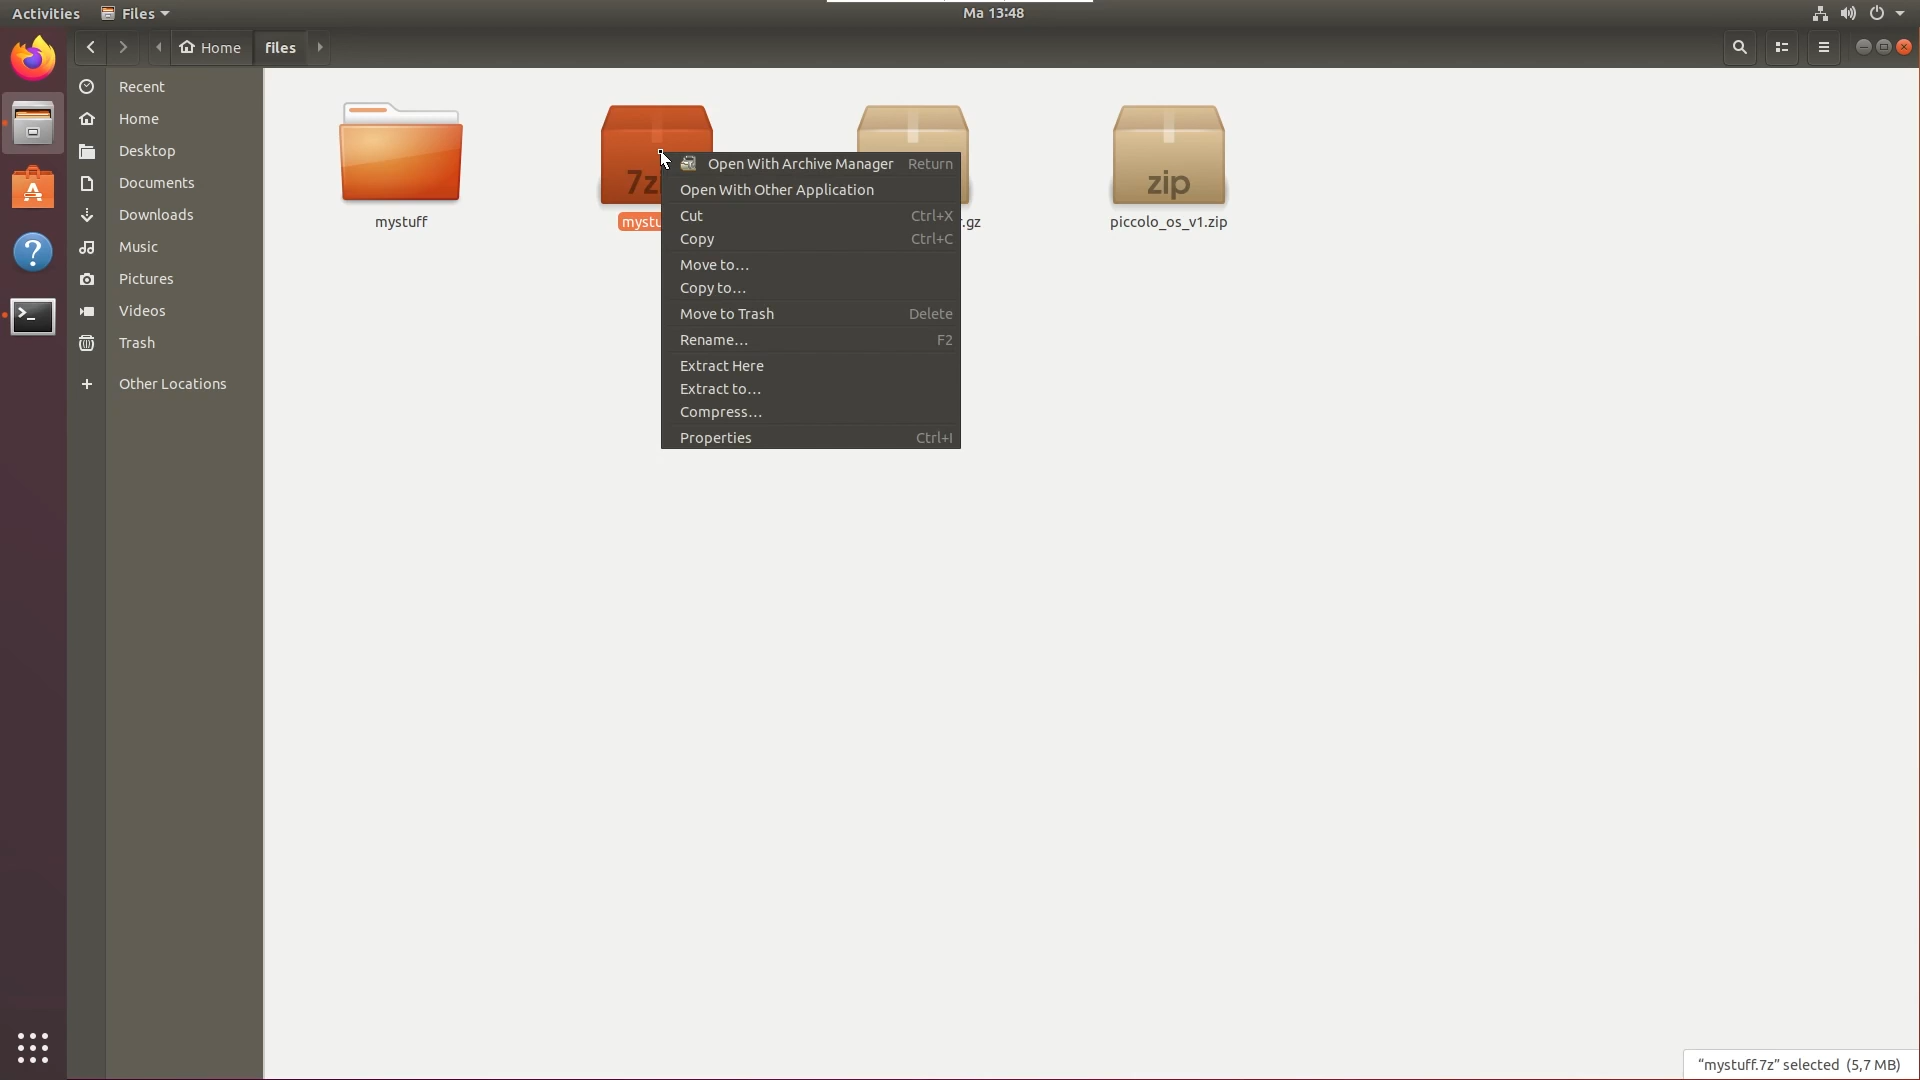 Activities Files Ma 13:48
Home files
Recent
Home
Desktop
Documents
Downloads
Music
Pictures
Videos
Trash
Other Locations
7z
zip
mystuff
.gz
piccolo_os_v1.zip
Open With Archive Manager Return
Open With Other Application
Cut Ctrl+X
Copy Ctrl+C
Move to…
Copy to…
Move to Trash Delete
Rename… F2
Extract Here
Extract to…
Compress…
Properties Ctrl+I
“mystuff.7z” selected (5,7 MB)